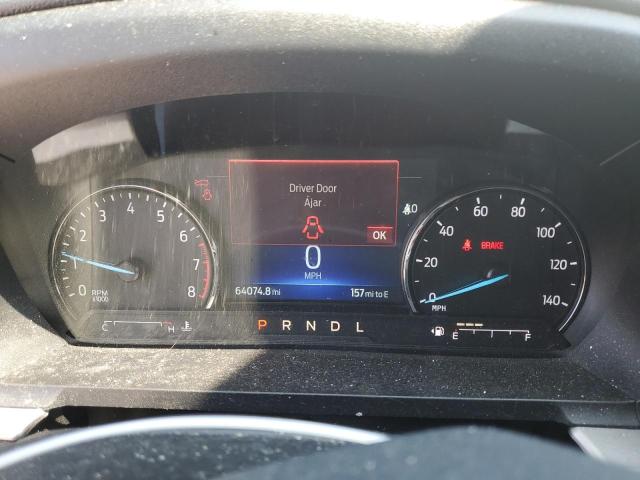 Driver Door
Ajar
OK
0
MPH
64074.8 mi
157 mi to E
0 1 2 3 4 5 6 7 8
RPM
x1000
C H
P R N D L
0 20 40 60 80 100 120 140
BRAKE
MPH
E F